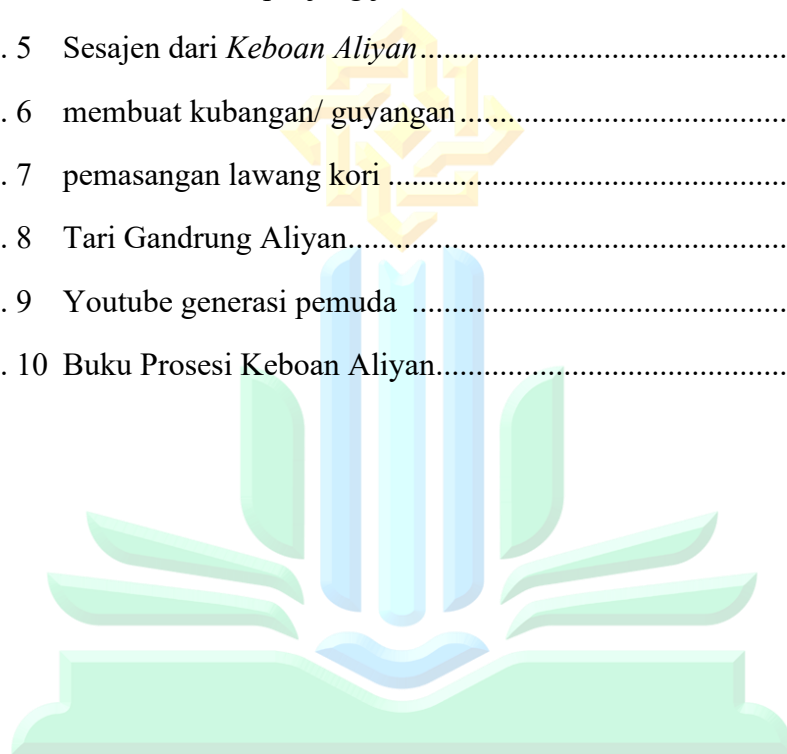 . 5 Sesajen dari Keboan Aliyan................................................
. 6 membuat kubangan/ guyangan...........................................
. 7 pemasangan lawang kori ....................................................
. 8 Tari Gandrung Aliyan.........................................................
. 9 Youtube generasi pemuda .................................................
. 10 Buku Prosesi Keboan Aliyan.............................................